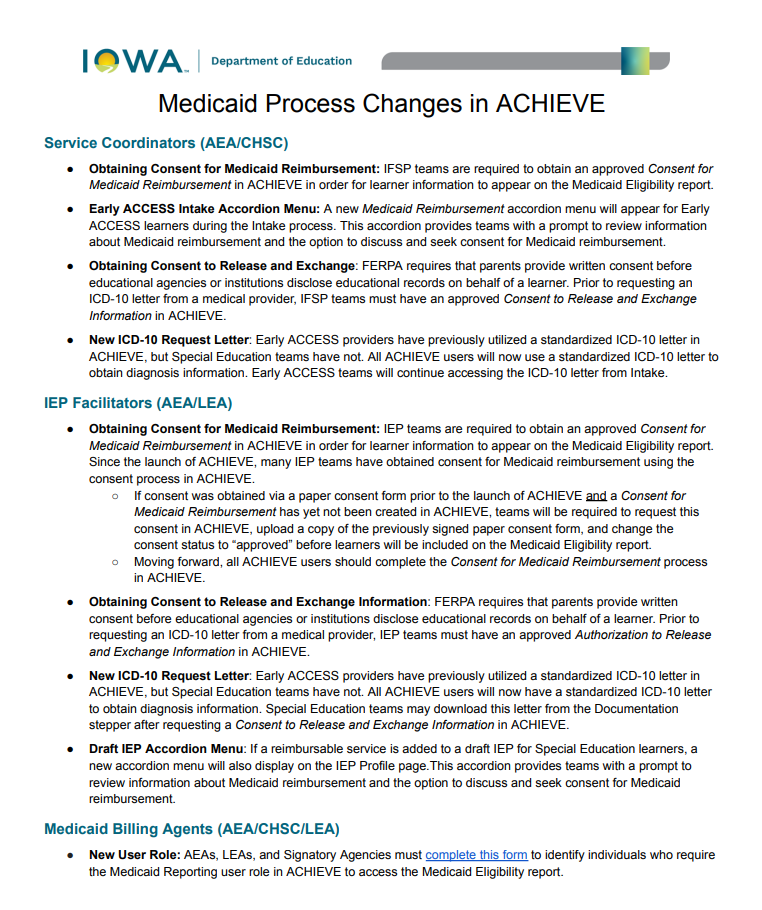 IOWA
Department of Education
Medicaid Process Changes in ACHIEVE
Service Coordinators (AEA/CHSC)
● Obtaining Consent for Medicaid Reimbursement: IFSP teams are required to obtain an approved Consent for
Medicaid Reimbursement in ACHIEVE in order for learner information to appear on the Medicaid Eligibility report.
● Early ACCESS Intake Accordion Menu: A new Medicaid Reimbursement accordion menu will appear for Early
ACCESS learners during the Intake process. This accordion provides teams with a prompt to review information
about Medicaid reimbursement and the option to discuss and seek consent for Medicaid reimbursement.
● Obtaining Consent to Release and Exchange: FERPA requires that parents provide written consent before
educational agencies or institutions disclose educational records on behalf of a learner. Prior to requesting an
ICD-10 letter from a medical provider, IFSP teams must have an approved Consent to Release and Exchange
Information in ACHIEVE.
● New ICD-10 Request Letter: Early ACCESS providers have previously utilized a standardized ICD-10 letter in
ACHIEVE, but Special Education teams have not. All ACHIEVE users will now use a standardized ICD-10 letter to
obtain diagnosis information. Early ACCESS teams will continue accessing the ICD-10 letter from Intake.
IEP Facilitators (AEA/LEA)
● Obtaining Consent for Medicaid Reimbursement: IEP teams are required to obtain an approved Consent for
Medicaid Reimbursement in ACHIEVE in order for learner information to appear on the Medicaid Eligibility report.
Since the launch of ACHIEVE, many IEP teams have obtained consent for Medicaid reimbursement using the
consent process in ACHIEVE.
○ If consent was obtained via a paper consent form prior to the launch of ACHIEVE and a Consent for
Medicaid Reimbursement has yet not been created in ACHIEVE, teams will be required to request this
consent in ACHIEVE, upload a copy of the previously signed paper consent form, and change the
consent status to “approved” before learners will be included on the Medicaid Eligibility report.
○ Moving forward, all ACHIEVE users should complete the Consent for Medicaid Reimbursement process
in ACHIEVE.
● Obtaining Consent to Release and Exchange Information: FERPA requires that parents provide written
consent before educational agencies or institutions disclose educational records on behalf of a learner. Prior to
requesting an ICD-10 letter from a medical provider, IEP teams must have an approved Authorization to Release
and Exchange Information in ACHIEVE.
● New ICD-10 Request Letter: Early ACCESS providers have previously utilized a standardized ICD-10 letter in
ACHIEVE, but Special Education teams have not. All ACHIEVE users will now have a standardized ICD-10 letter
to obtain diagnosis information. Special Education teams may download this letter from the Documentation
stepper after requesting a Consent to Release and Exchange Information in ACHIEVE.
● Draft IEP Accordion Menu: If a reimbursable service is added to a draft IEP for Special Education learners, a
new accordion menu will also display on the IEP Profile page.This accordion provides teams with a prompt to
review information about Medicaid reimbursement and the option to discuss and seek consent for Medicaid
reimbursement.
Medicaid Billing Agents (AEA/CHSC/LEA)
● New User Role: AEAs, LEAs, and Signatory Agencies must complete this form to identify individuals who require
the Medicaid Reporting user role in ACHIEVE to access the Medicaid Eligibility report.